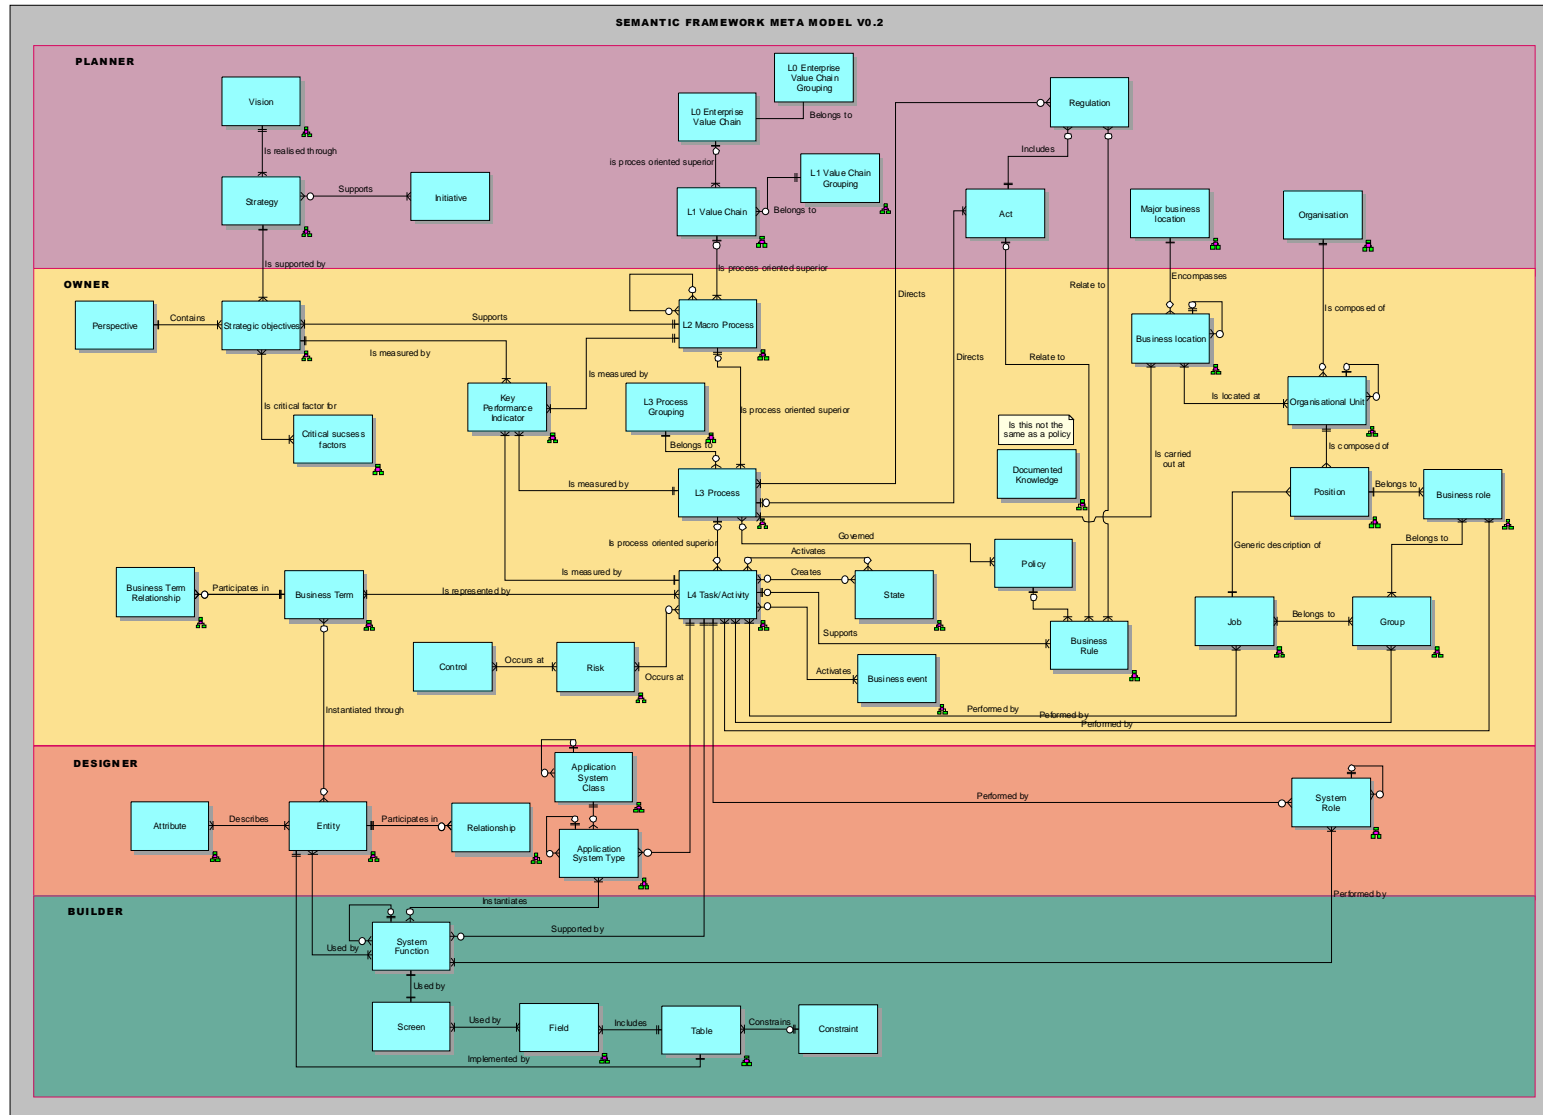 SEMANTIC FRAMEWORK META MODEL V0.2
PLANNER
Vision
Is realised through
Strategy
Supports
Initiative
L0 Enterprise
Value Chain
Grouping
L0 Enterprise
Value Chain
Belongs to
is proces oriented superior
L1 Value Chain
Grouping
L1 Value Chain
Belongs to
Regulation
Includes
Act
Major business
location
Organisation
Is supported by
Is process oriented superior
Encompasses
Relate to
OWNER
Perspective
Contains
Strategic objectives
Supports
L2 Macro Process
Directs
Is composed of
Business location
Is measured by
Is measured by
Directs
Relate to
Key
Performance
Indicator
L3 Process
Grouping
Is process oriented superior
Is located at
Organisational Unit
Is critical factor for
Critical sucsess
factors
Is this not the
same as a policy
Belongs to
Is composed of
Is carried
out at
Documented
Knowledge
Is measured by
L3 Process
Position
Belongs to
Business role
Is process oriented superior
Governed
Generic description of
Belongs to
Activates
Policy
Business Term
Relationship
Participates in
Business Term
Is measured by
Is represented by
L4 Task/Activity
Creates
State
Job
Belongs to
Group
Supports
Business
Rule
Control
Occurs at
Risk
Occurs at
Activates
Business event
Instantiated through
Performed by
Peformed by
Performed by
DESIGNER
Application
System
Class
Performed by
System
Role
Attribute
Describes
Entity
Participates in
Relationship
Application
System Type
Performed by
BUILDER
Instantiates
System
Function
Supported by
Used by
Used by
Screen
Used by
Field
Includes
Table
Constrains
Constraint
Implemented by